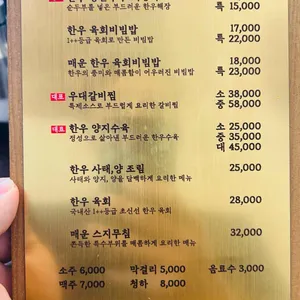 순두부를 넣은 부드러운 한우해장
특 15,000
한우 육회비빔밥 17,000
1++등급 육회로 만든 비빔밥 특 22,000
매운 한우 육회비빔밥 18,000
한우의 풍미와 매콤함이 어우러진 비빔밥 특 23,000
대표 우대갈비찜 소 38,000
특제소스로 부드럽게 요리한 갈비찜 중 58,000
대표 한우 양지수육 소 25,000
정성으로 삶아낸 부드러운 한우수육 중 35,000
대 45,000
한우 사태,양 조림 25,000
사태와 양지, 양을 담백하게 요리한 메뉴
한우 육회 28,000
국내산 1++등급 초신선 한우 육회
매운 스지무침 32,000
쫀득한 특수부위를 매콤하게 요리한 메뉴
소주 6,000 막걸리 5,000 음료수 3,000
맥주 7,000 청하 8,000